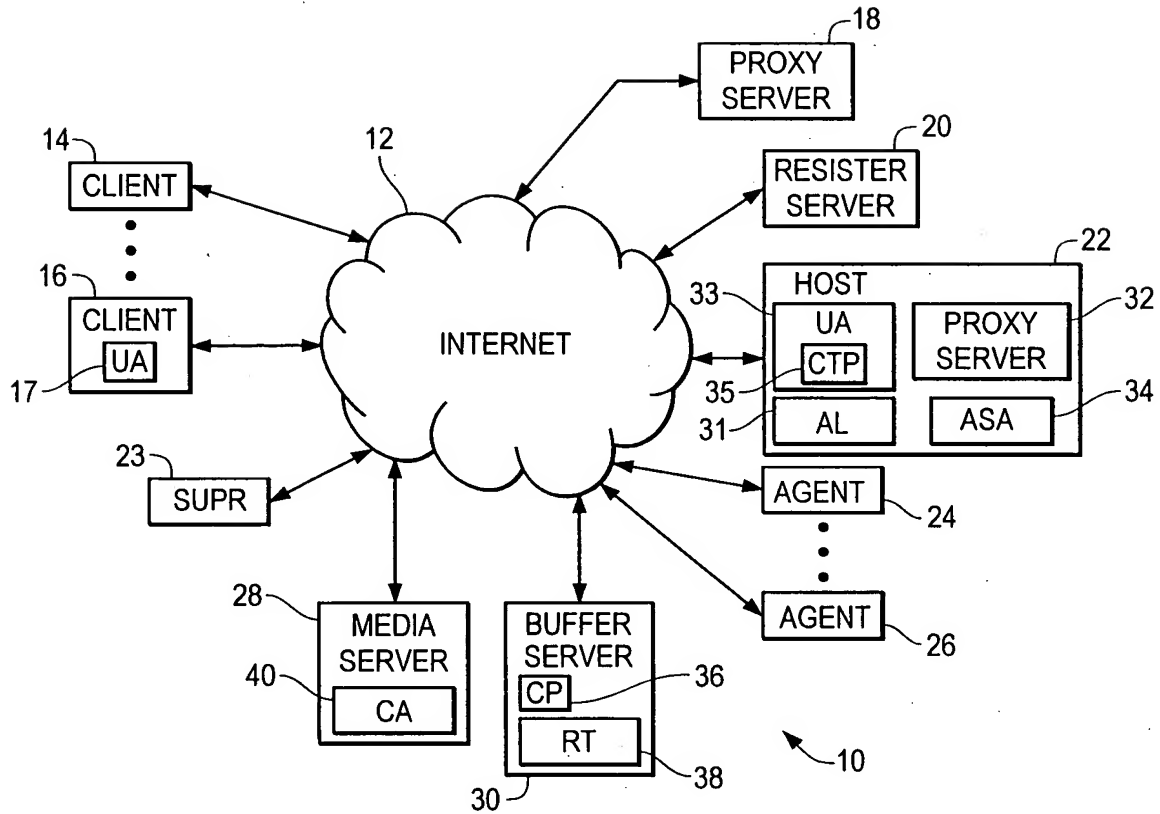 18
PROXY
SERVER
14
CLIENT
12
20
RESISTER
SERVER
16
CLIENT
UA
17
INTERNET
22
HOST
33
UA
CTP
35
32
PROXY
SERVER
31
AL
ASA
34
23
SUPR
AGENT
24
AGENT
26
28
MEDIA
SERVER
40
CA
BUFFER
SERVER
CP
36
RT
38
30
10